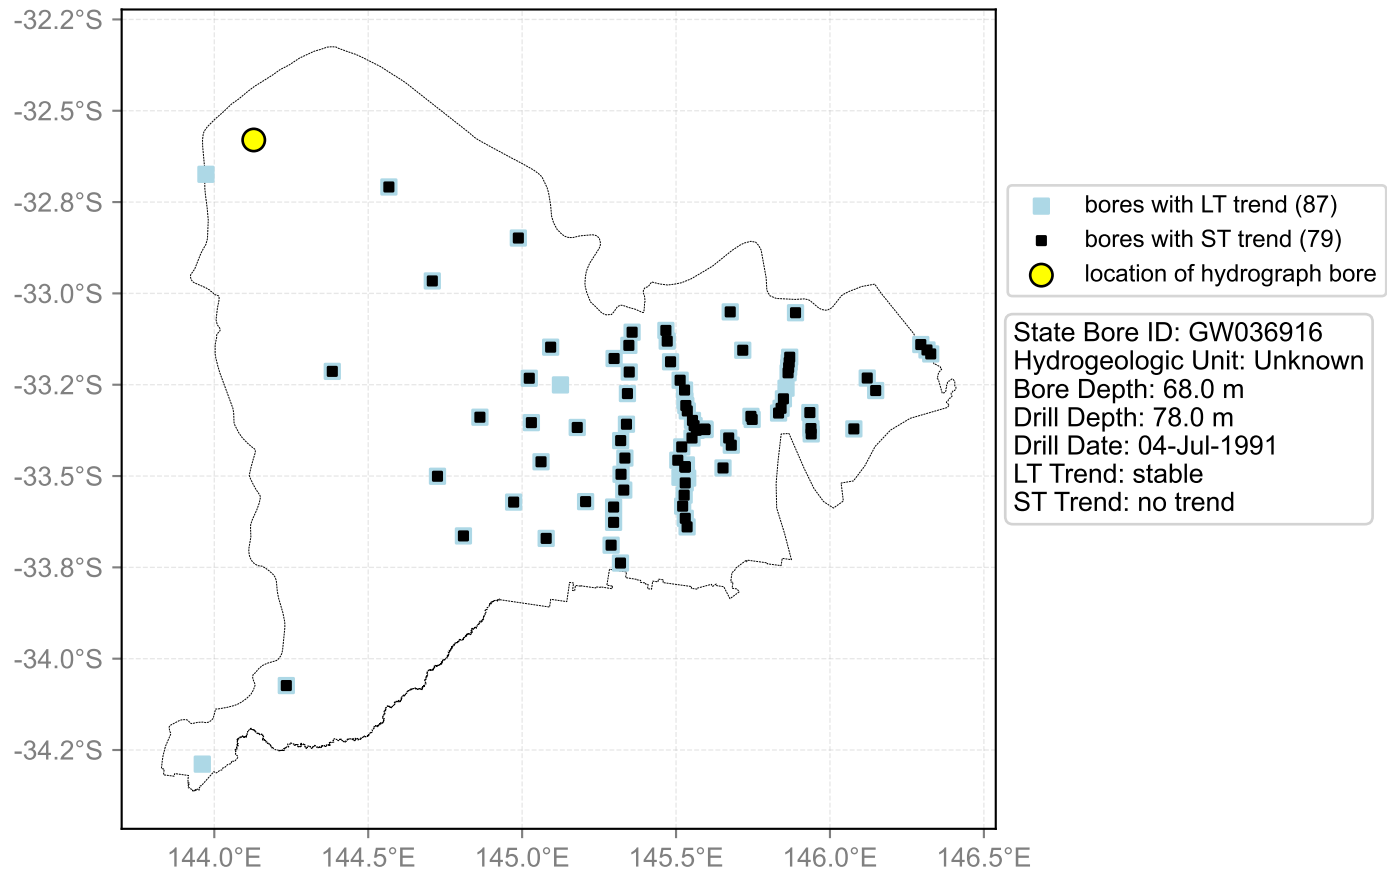 -32.2°S
-32.5°S
-32.8°S
-33.0°S
-33.2°S
-33.5°S
-33.8°S
-34.0°S
-34.2°S
144.0°E
144.5°E
145.0°E
145.5°E
146.0°E
146.5°E
bores with LT trend (87)
bores with ST trend (79)
location of hydrograph bore
State Bore ID: GW036916
Hydrogeologic Unit: Unknown
Bore Depth: 68.0 m
Drill Depth: 78.0 m
Drill Date: 04-Jul-1991
LT Trend: stable
ST Trend: no trend